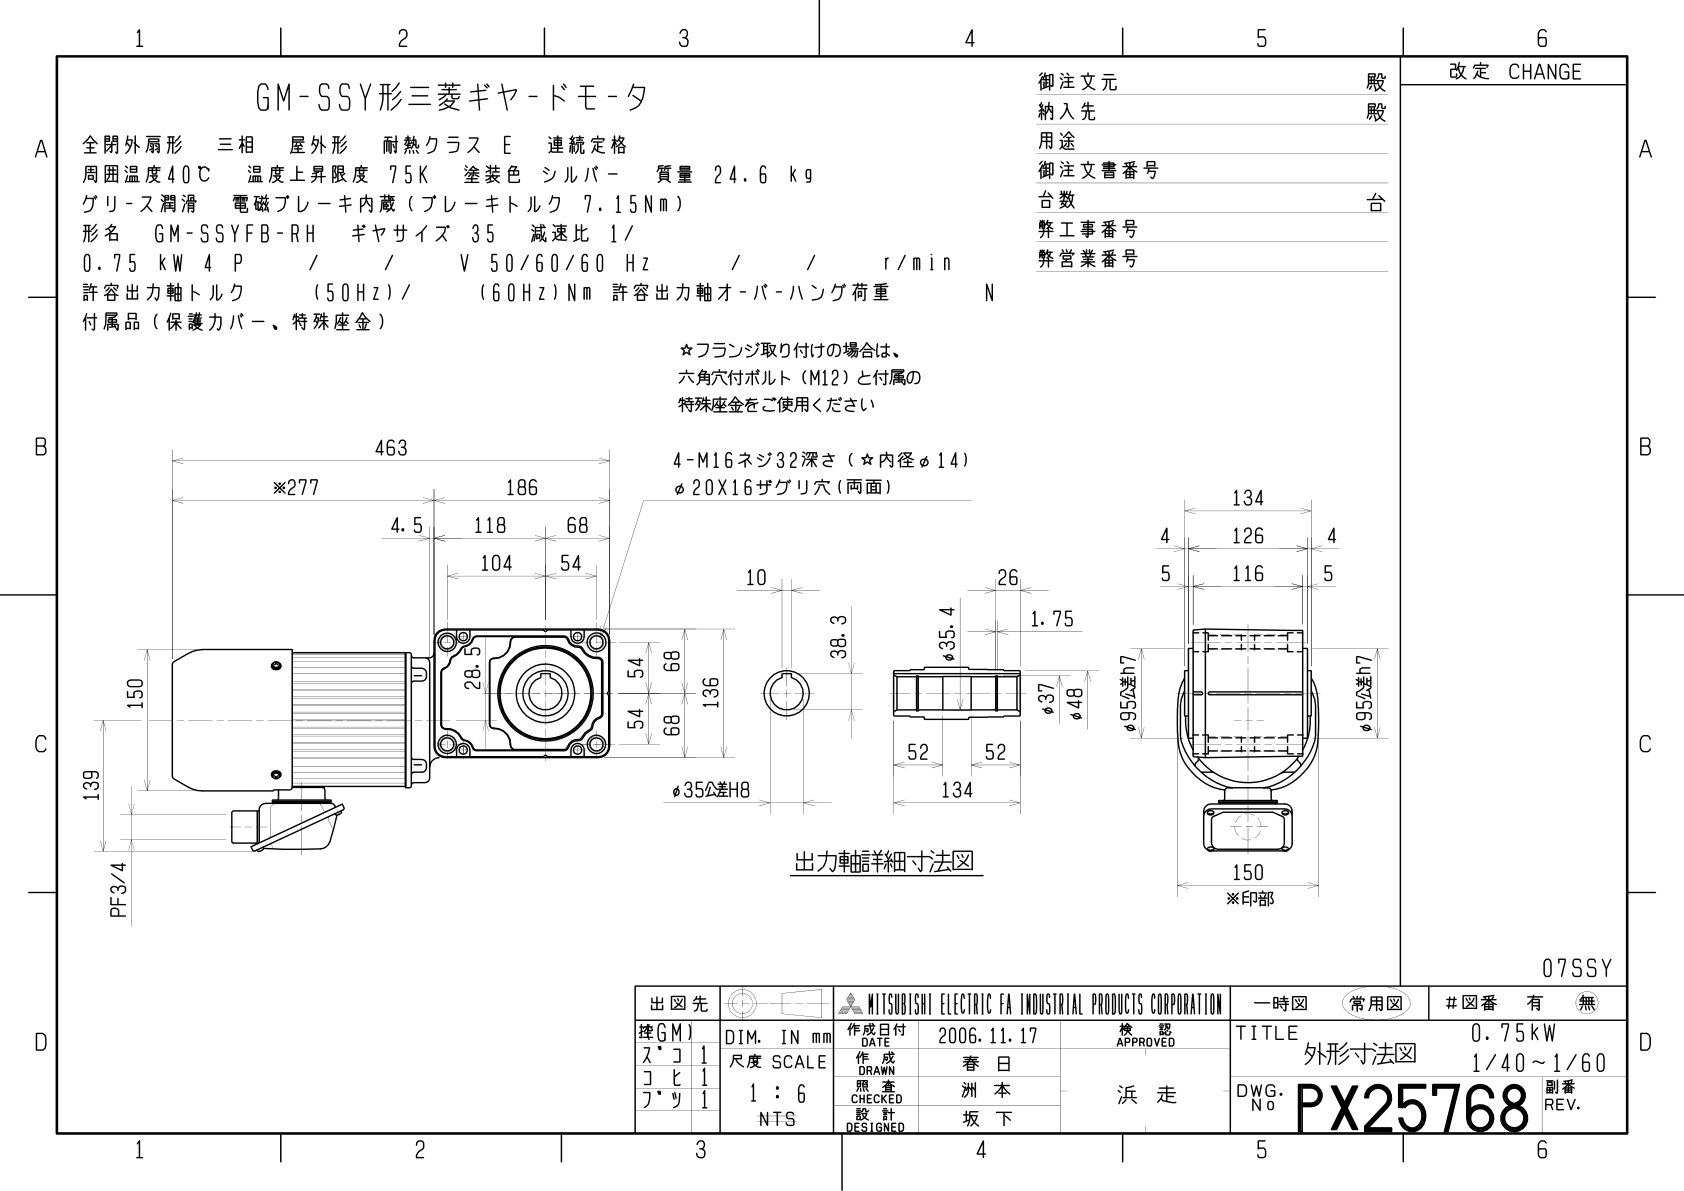 1 2 3 4 5 6
改定 CHANGE
GM-SSY形三菱ギヤードモータ
全閉外扇形 三相 屋外形 耐熱クラス E 連続定格
周囲温度40℃ 温度上昇限度 75K 塗装色 シルバー 質量 24.6 kg
グリース潤滑 電磁ブレーキ内蔵(ブレーキトルク 7.15Nm)
形名 GM-SSYFB-RH ギヤサイズ 35 減速比 1/
0.75 kW 4 P / / V 50/60/60 Hz / / r/min
許容出力軸トルク (50Hz)/ (60Hz)Nm 許容出力軸オーバーハング荷重 N
付属品(保護カバー、特殊座金)
御注文元 殿
納入先 殿
用途
御注文書番号
台数 台
弊工事番号
弊営業番号
A A
B B
C C
D D
☆フランジ取り付けの場合は、
六角穴付ボルト(M12)と付属の
特殊座金をご使用ください
4-M16ネジ32深さ(☆内径φ14)
φ20X16ザグリ穴(両面)
463
※277 186
4.5 118 68
104 54
28.5
54 68
54 68
136
150
139
PF3/4
10
38.3
φ35公差H8
26
φ35.4
1.75
φ37
φ48
52 52
134
出力軸詳細寸法図
134
4 126 4
5 116 5
φ95公差h7
φ95公差h7
150
※印部
07SSY
出図先
MITSUBISHI ELECTRIC FA INDUSTRIAL PRODUCTS CORPORATION
一時図 常用図 #図番 有 無
DIM. IN mm
尺度 SCALE
1 : 6
NTS
GM)
スコ 1
コヒ 1
ブツ 1
作成日付 DATE 2006.11.17
作成 DRAWN 春日
照査 CHECKED 洲本
設計 DESIGNED 坂下
検認 APPROVED
浜走
TITLE
外形寸法図
0.75kW
1/40~1/60
DWG. No PX25768
副番 REV.
1 2 3 4 5 6